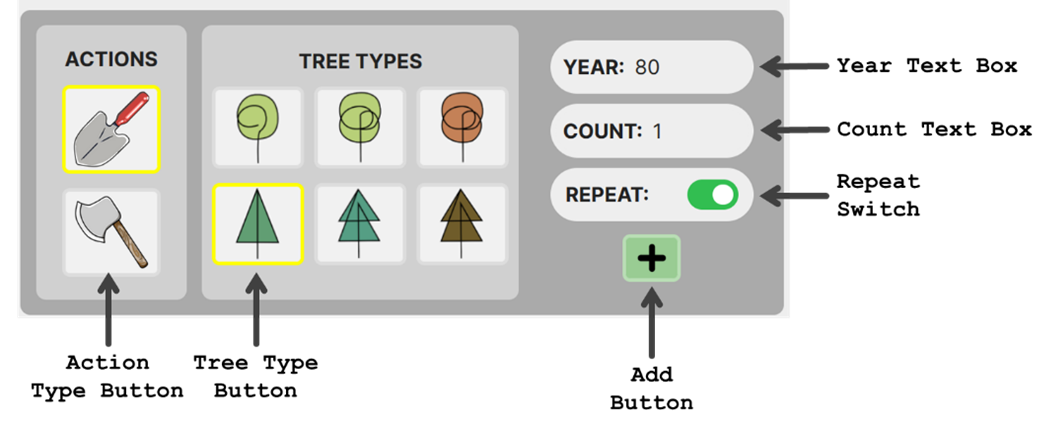 ACTIONS
TREE TYPES
YEAR: 80
COUNT: 1
REPEAT:
Year Text Box
Count Text Box
Repeat
Switch
Action
Type Button
Tree Type
Button
Add
Button